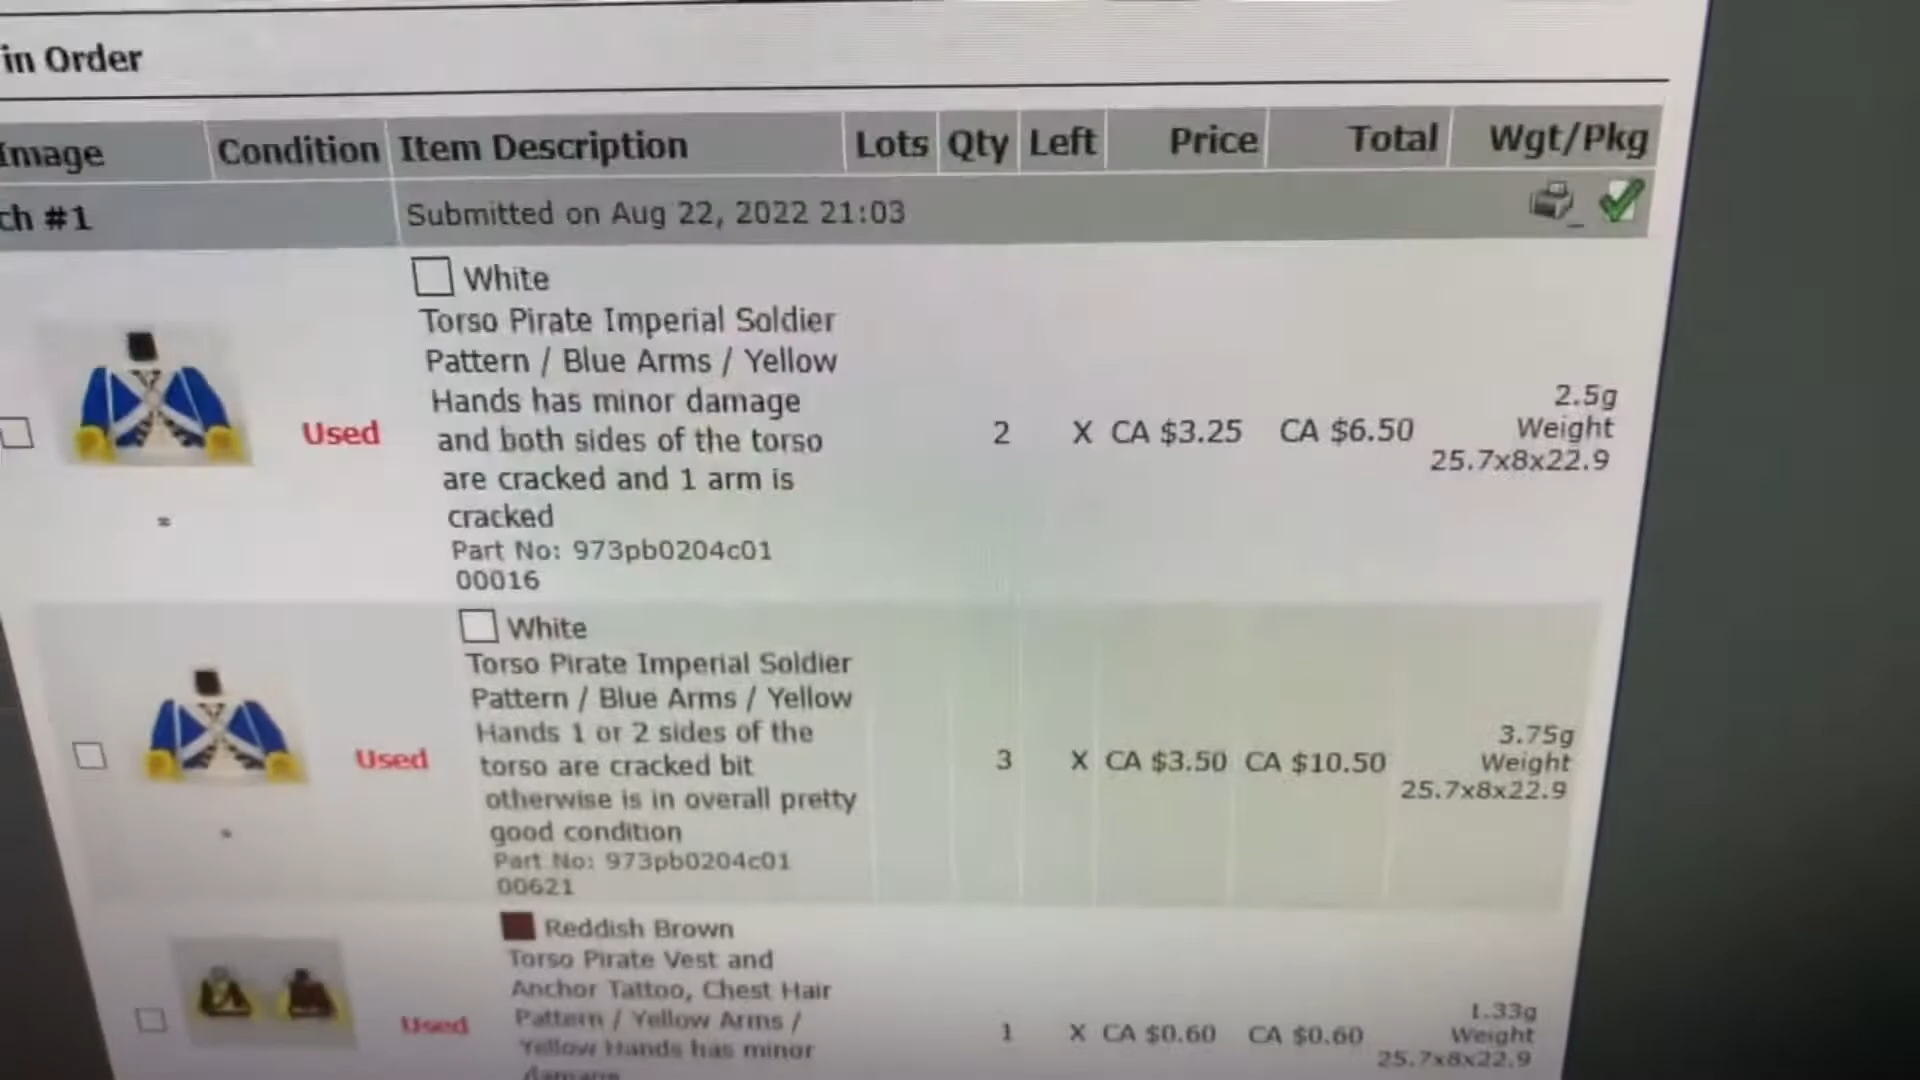 in Order
Image Condition Item Description Lots Qty Left Price Total Wgt/Pkg
ch #1 Submitted on Aug 22, 2022 21:03
White
Torso Pirate Imperial Soldier
Pattern / Blue Arms / Yellow
Hands has minor damage
and both sides of the torso
are cracked and 1 arm is
cracked
Part No: 973pb0204c01
00016
Used
2
X
CA $3.25
CA $6.50
2.5g
Weight
25.7x8x22.9
White
Torso Pirate Imperial Soldier
Pattern / Blue Arms / Yellow
Hands 1 or 2 sides of the
torso are cracked bit
otherwise is in overall pretty
good condition
Part No: 973pb0204c01
00621
Used
3
X
CA $3.50
CA $10.50
3.75g
Weight
25.7x8x22.9
Reddish Brown
Torso Pirate Vest and
Anchor Tattoo, Chest Hair
Pattern / Yellow Arms /
Yellow Hands has minor
damage
Used
1
X
CA $0.60
CA $0.60
1.33g
Weight
25.7x8x22.9